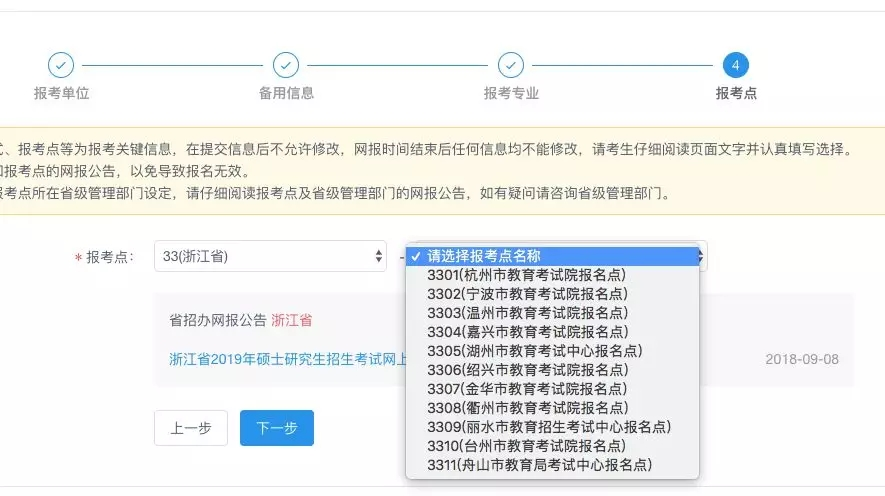 4
报考单位
备用信息
报考专业
报考点
式、报考点等为报考关键信息，在提交信息后不允许修改，网报时间结束后任何信息均不能修改，请考生仔细阅读页面文字并认真填写选择。
报考点的网报公告，以免导致报名无效。
考点所在省级管理部门设定，请仔细阅读报考点及省级管理部门的网报公告，如有疑问请咨询省级管理部门。
* 报考点：
33(浙江省)
-
✓ 请选择报考点名称
3301(杭州市教育考试院报名点)
3302(宁波市教育考试院报名点)
3303(温州市教育考试院报名点)
3304(嘉兴市教育考试院报名点)
3305(湖州市教育考试中心报名点)
3306(绍兴市教育考试院报名点)
3307(金华市教育考试院报名点)
3308(衢州市教育考试院报名点)
3309(丽水市教育招生考试中心报名点)
3310(台州市教育考试院报名点)
3311(舟山市教育局考试中心报名点)
省招办网报公告 浙江省
浙江省2019年硕士研究生招生考试网上
2018-09-08
上一步
下一步